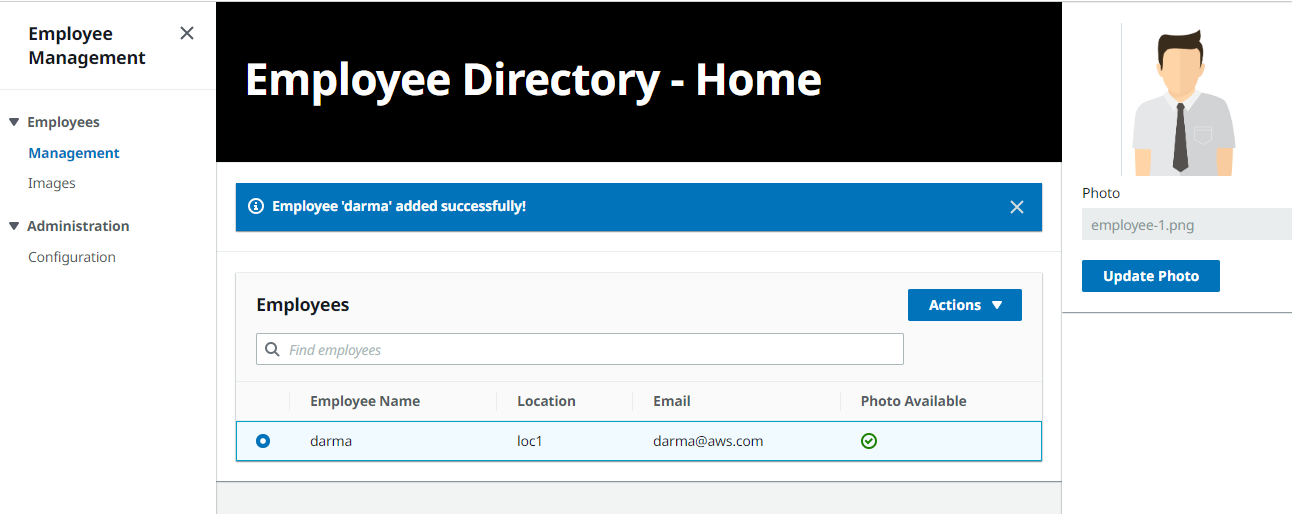 Employee
Management
Employees
Management
Images
Administration
Configuration
Employee Directory - Home
Employee 'darma' added successfully!
Employees
Actions
Find employees
Employee Name Location Email Photo Available
darma loc1 darma@aws.com
Photo
employee-1.png
Update Photo